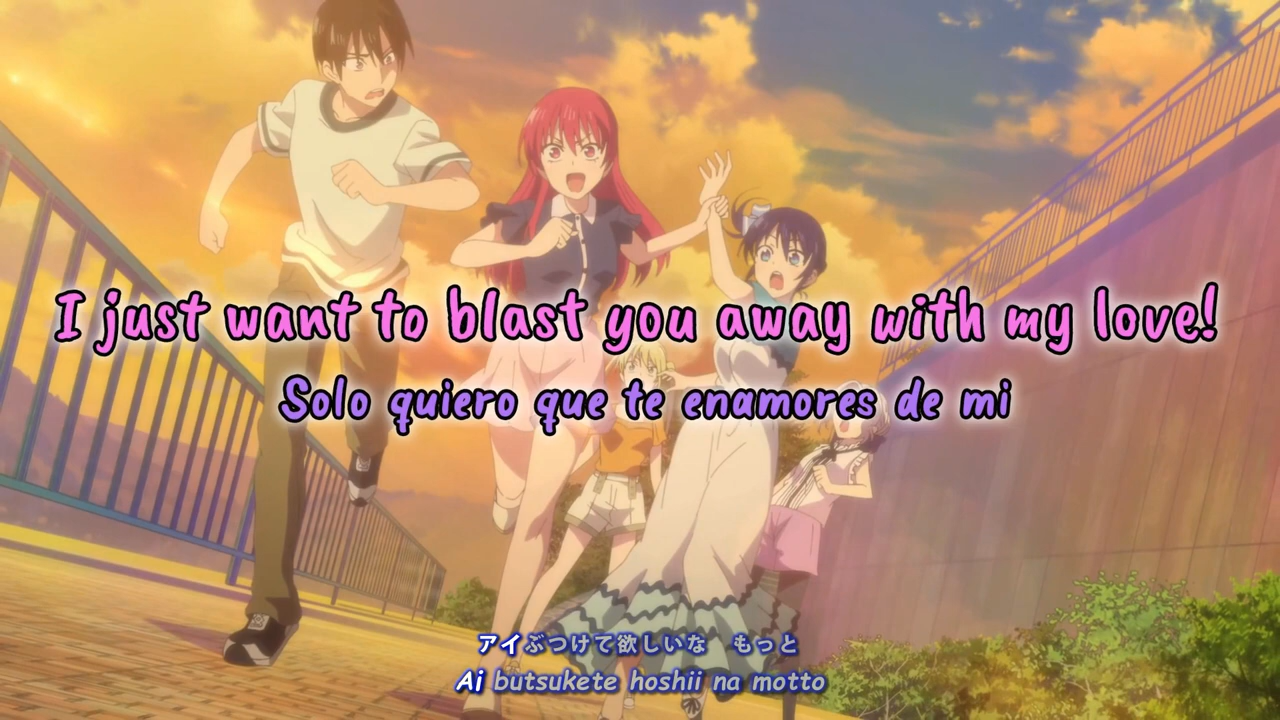 I just want to blast you away with my love!
Solo quiero que te enamores de mi
アイぶつけて欲しいな　もっと
Ai butsukete hoshii na motto